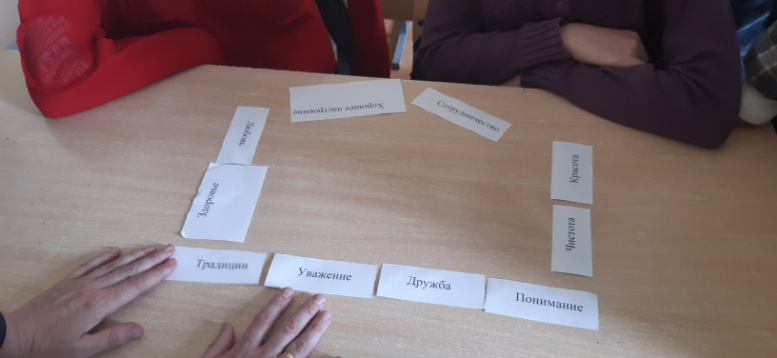 Хорошее настроение
Сотрудничество
Любовь
Красота
Здоровье
Чистота
Традиции
Уважение
Дружба
Понимание